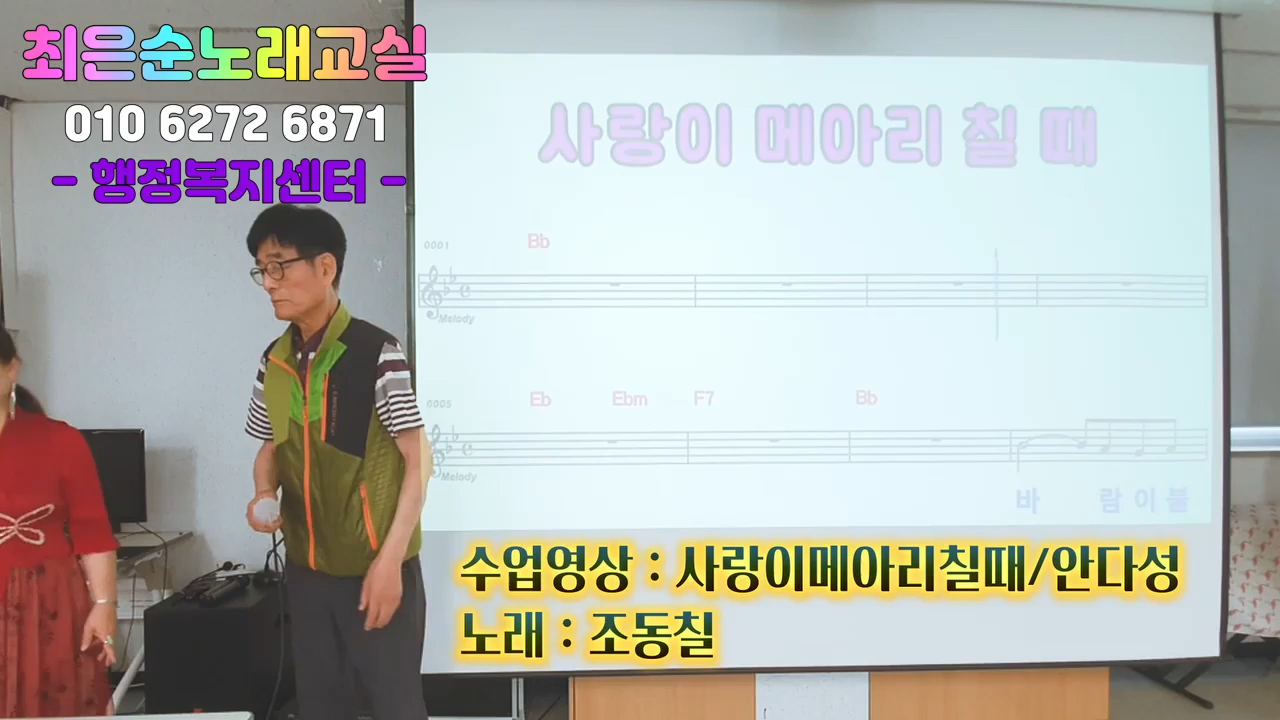 최은순노래교실
010 6272 6871
- 행정복지센터 -
사랑이 메아리 칠 때
0001
Bb
Melody
0005
Eb Ebm F7 Bb
Melody
바 람 이 불
수업영상 : 사랑이메아리칠때/안다성
노래 : 조동칠